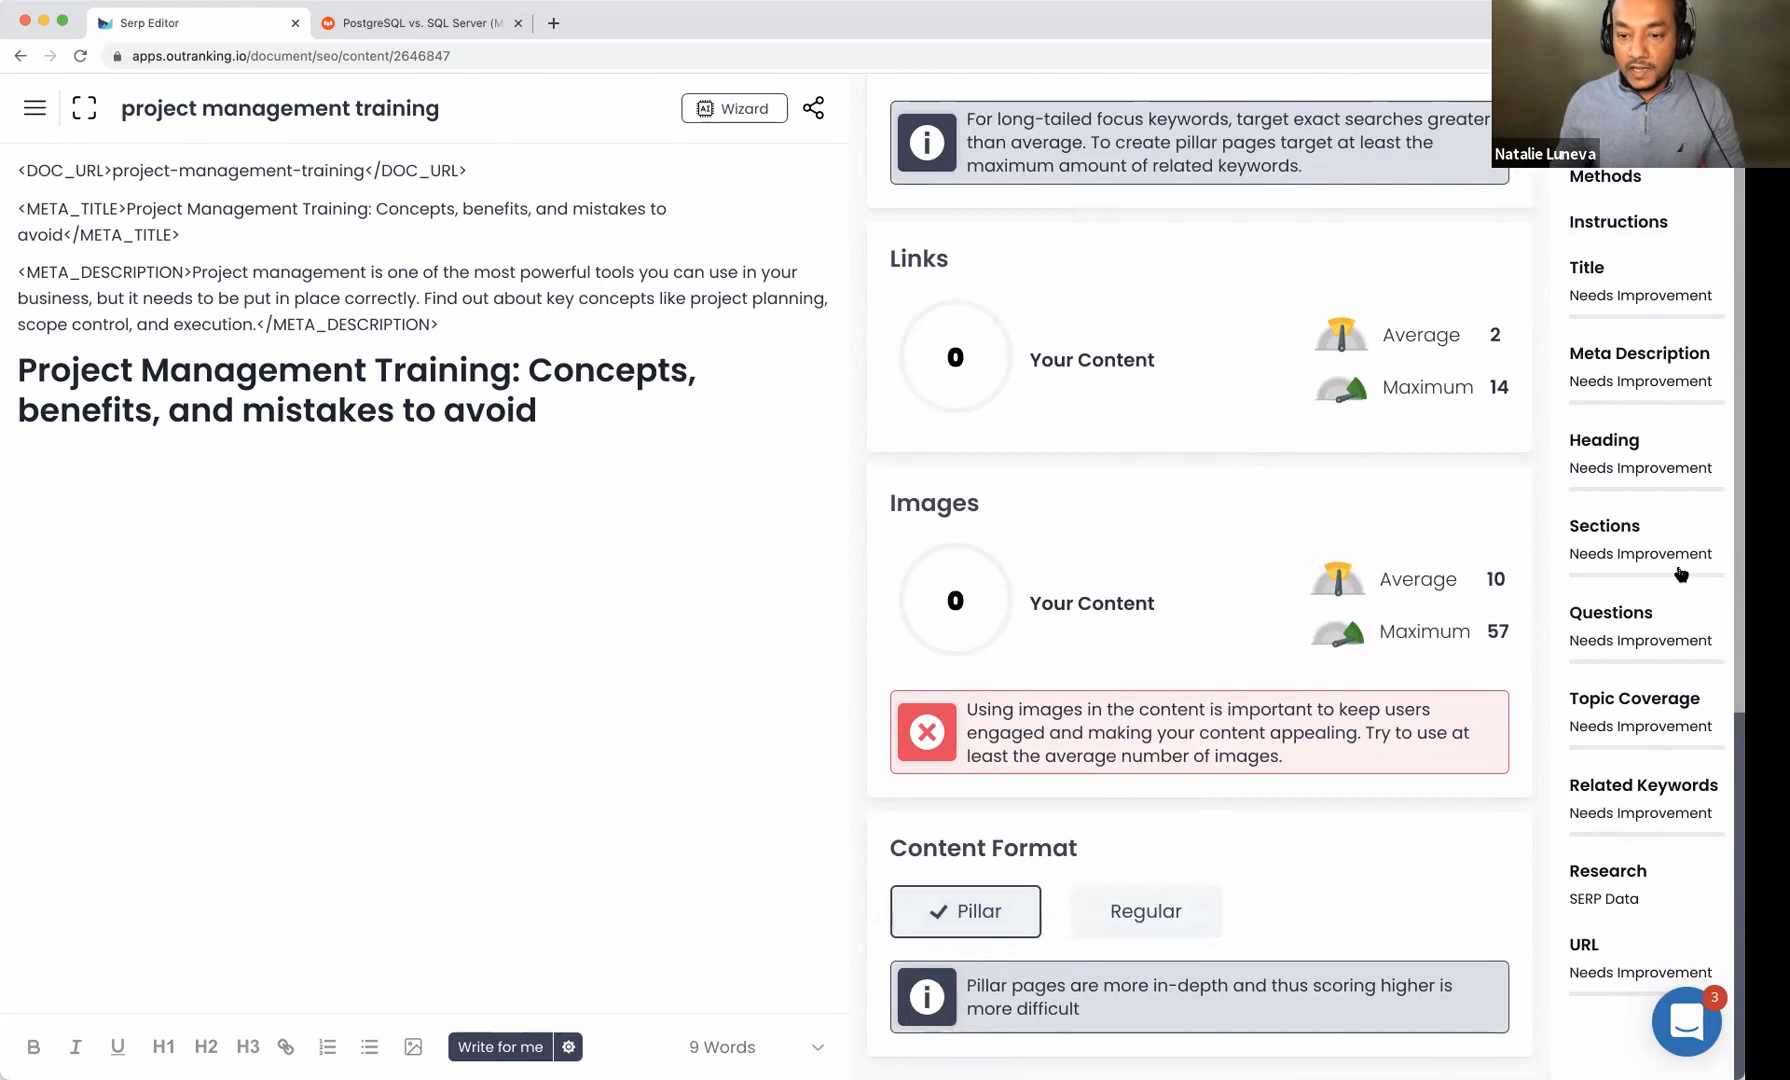 Serp Editor
PostgreSQL vs. SQL Server (M
apps.outranking.io/document/seo/content/2646847
project management training
Wizard
<DOC_URL>project-management-training</DOC_URL>
<META_TITLE>Project Management Training: Concepts, benefits, and mistakes to
avoid</META_TITLE>
<META_DESCRIPTION>Project management is one of the most powerful tools you can use in your
business, but it needs to be put in place correctly. Find out about key concepts like project planning,
scope control, and execution.</META_DESCRIPTION>
Project Management Training: Concepts,
benefits, and mistakes to avoid
B I U H1 H2 H3
Write for me
9 Words
For long-tailed focus keywords, target exact searches greater
than average. To create pillar pages target at least the
maximum amount of related keywords.
Links
0
Your Content
Average 2
Maximum 14
Images
0
Your Content
Average 10
Maximum 57
Using images in the content is important to keep users
engaged and making your content appealing. Try to use at
least the average number of images.
Content Format
Pillar
Regular
Pillar pages are more in-depth and thus scoring higher is
more difficult
Natalie Luneva
Methods
Instructions
Title
Needs Improvement
Meta Description
Needs Improvement
Heading
Needs Improvement
Sections
Needs Improvement
Questions
Needs Improvement
Topic Coverage
Needs Improvement
Related Keywords
Needs Improvement
Research
SERP Data
URL
Needs Improvement
3